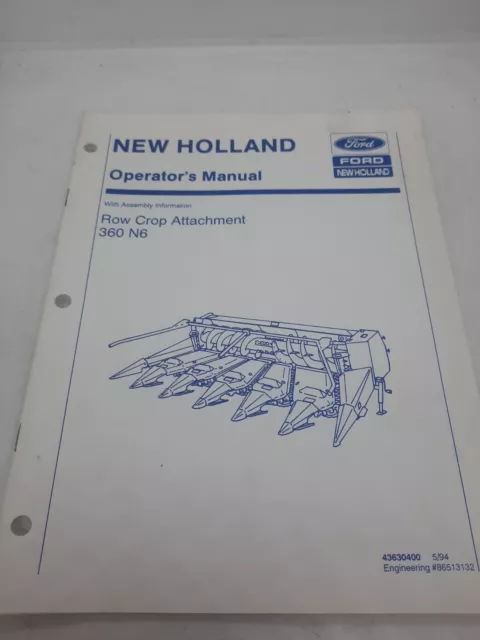 NEW HOLLAND
Operator's Manual
Ford
FORD
NEW HOLLAND
With Assembly Information
Row Crop Attachment
360 N6
43630400 5/94
Engineering #86513132